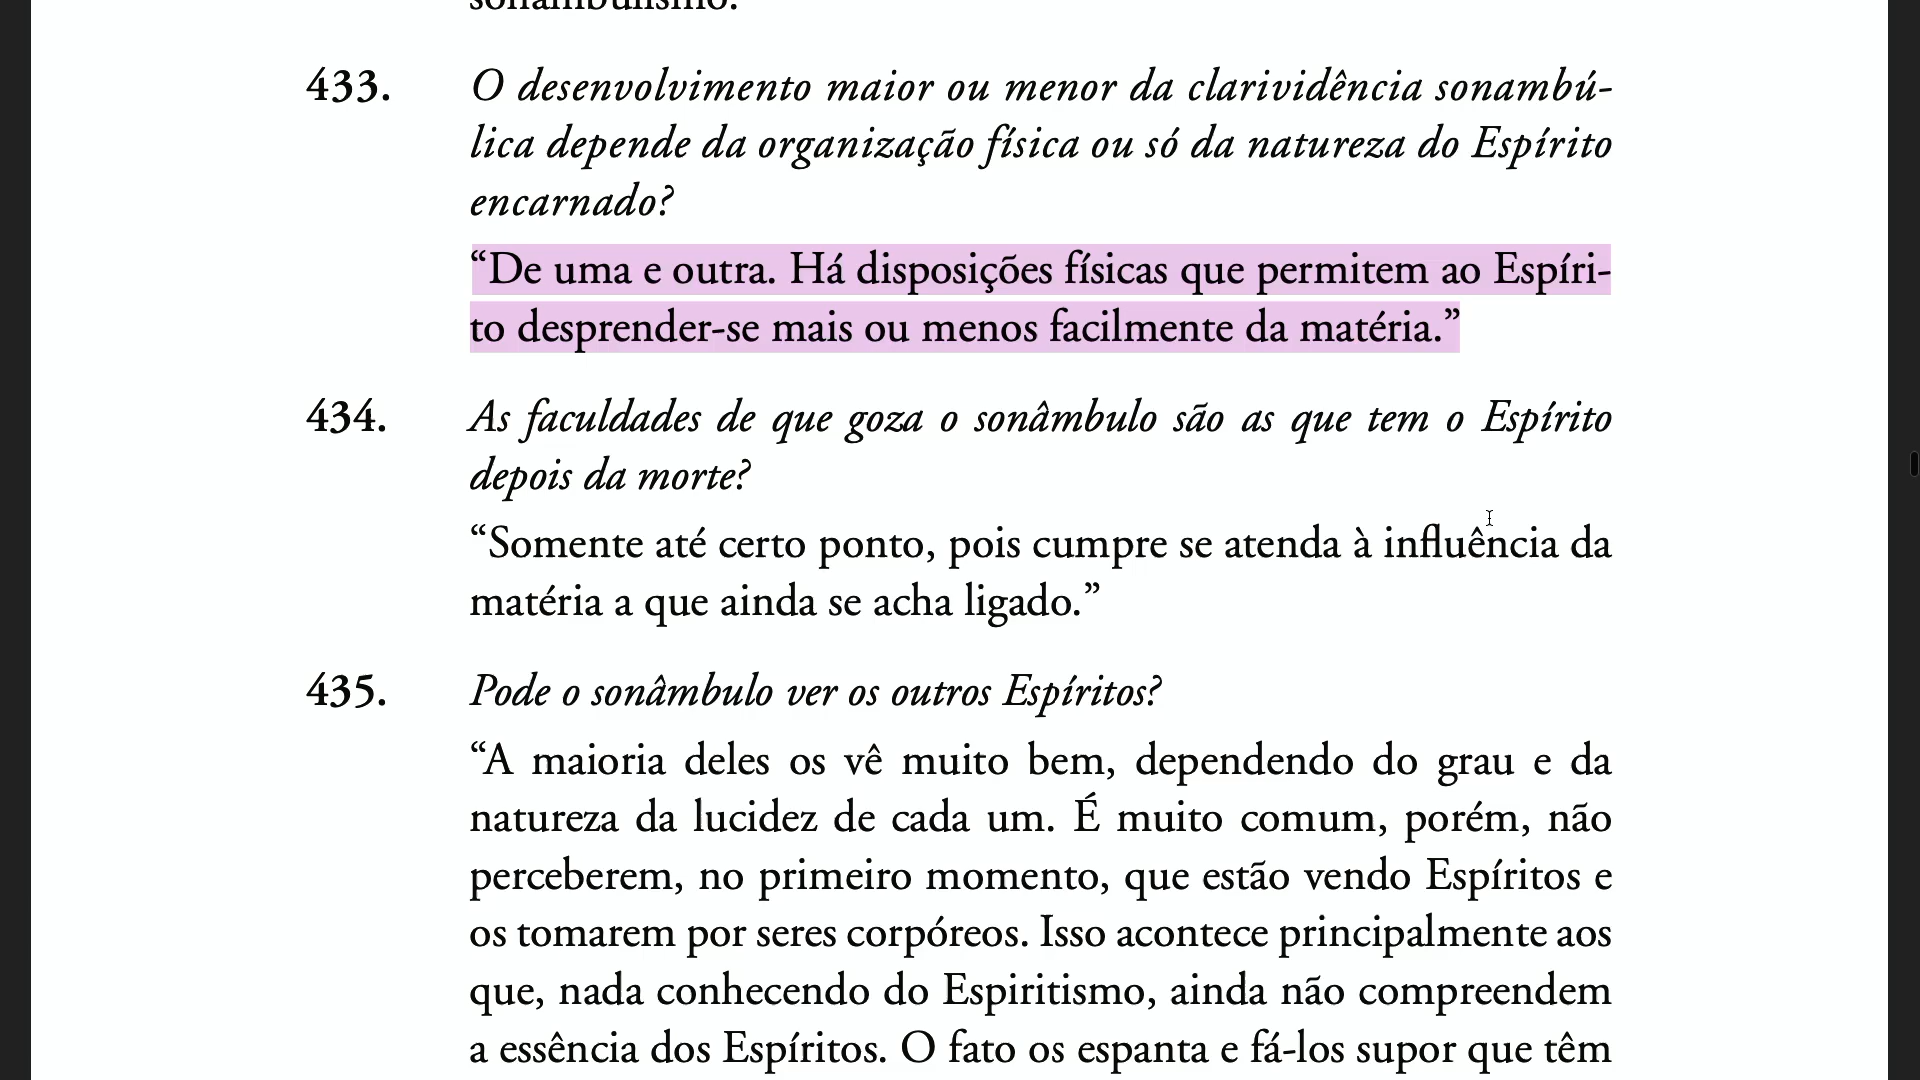 sonambulismo.
433. O desenvolvimento maior ou menor da clarividência sonambú-
lica depende da organização física ou só da natureza do Espírito
encarnado?
“De uma e outra. Há disposições físicas que permitem ao Espíri-
to desprender-se mais ou menos facilmente da matéria.”
434. As faculdades de que goza o sonâmbulo são as que tem o Espírito
depois da morte?
“Somente até certo ponto, pois cumpre se atenda à influência da
matéria a que ainda se acha ligado.”
435. Pode o sonâmbulo ver os outros Espíritos?
“A maioria deles os vê muito bem, dependendo do grau e da
natureza da lucidez de cada um. É muito comum, porém, não
perceberem, no primeiro momento, que estão vendo Espíritos e
os tomarem por seres corpóreos. Isso acontece principalmente aos
que, nada conhecendo do Espiritismo, ainda não compreendem
a essência dos Espíritos. O fato os espanta e fá-los supor que têm